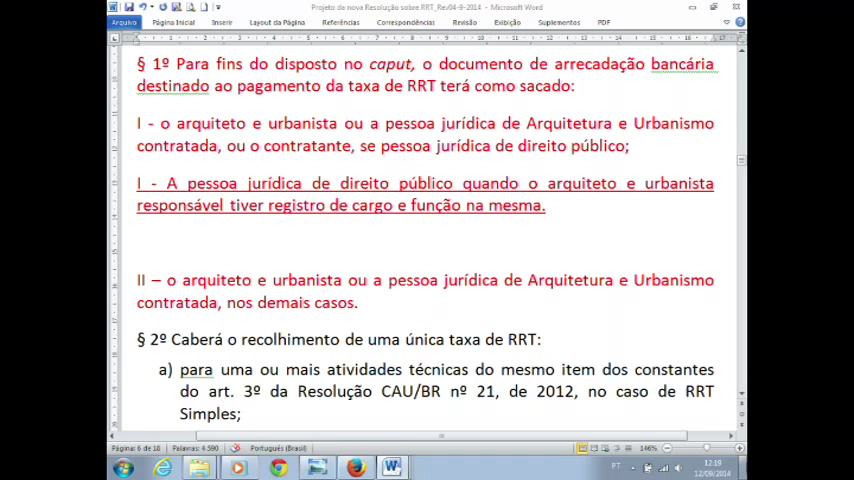 Projeto da nova Resolução sobre RRT_Rev04-9-2014 - Microsoft Word
Arquivo Página Inicial Inserir Layout da Página Referências Correspondências Revisão Exibição Suplementos PDF
§ 1º Para fins do disposto no caput, o documento de arrecadação bancária
destinado ao pagamento da taxa de RRT terá como sacado:
I - o arquiteto e urbanista ou a pessoa jurídica de Arquitetura e Urbanismo
contratada, ou o contratante, se pessoa jurídica de direito público;
I - A pessoa jurídica de direito público quando o arquiteto e urbanista
responsável tiver registro de cargo e função na mesma.
II – o arquiteto e urbanista ou a pessoa jurídica de Arquitetura e Urbanismo
contratada, nos demais casos.
§ 2º Caberá o recolhimento de uma única taxa de RRT:
a) para uma ou mais atividades técnicas do mesmo item dos constantes
do art. 3º da Resolução CAU/BR nº 21, de 2012, no caso de RRT
Simples;
Página: 6 de 18 Palavras: 4.590 Português (Brasil) 146%
PT 12:19
12/09/2014